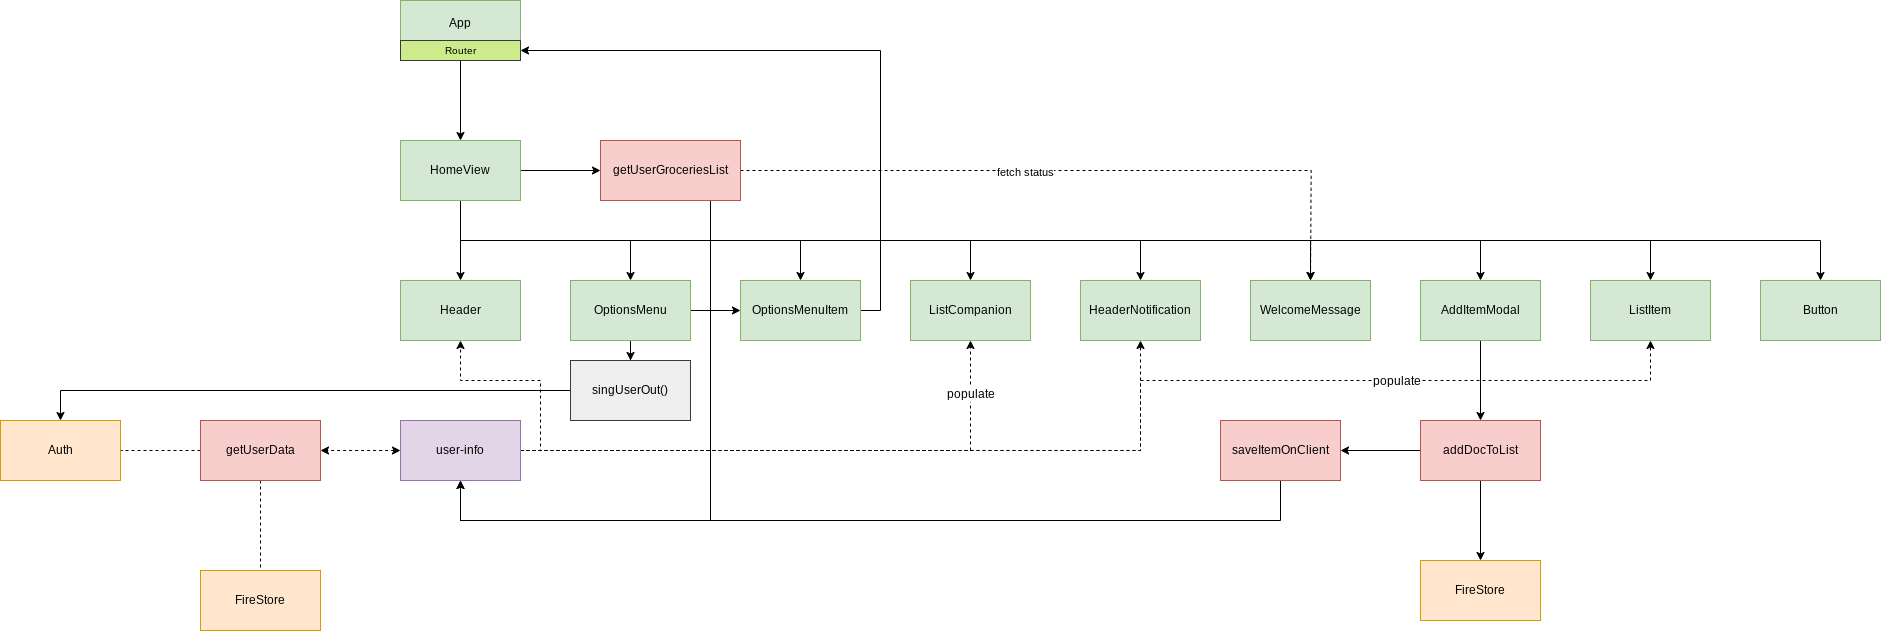 App
Router
HomeView
getUserGroceriesList
fetch status
Header
OptionsMenu
OptionsMenuItem
ListCompanion
HeaderNotification
WelcomeMessage
AddItemModal
ListItem
Button
singUserOut()
populate
populate
Auth
getUserData
user-info
saveItemOnClient
addDocToList
FireStore
FireStore